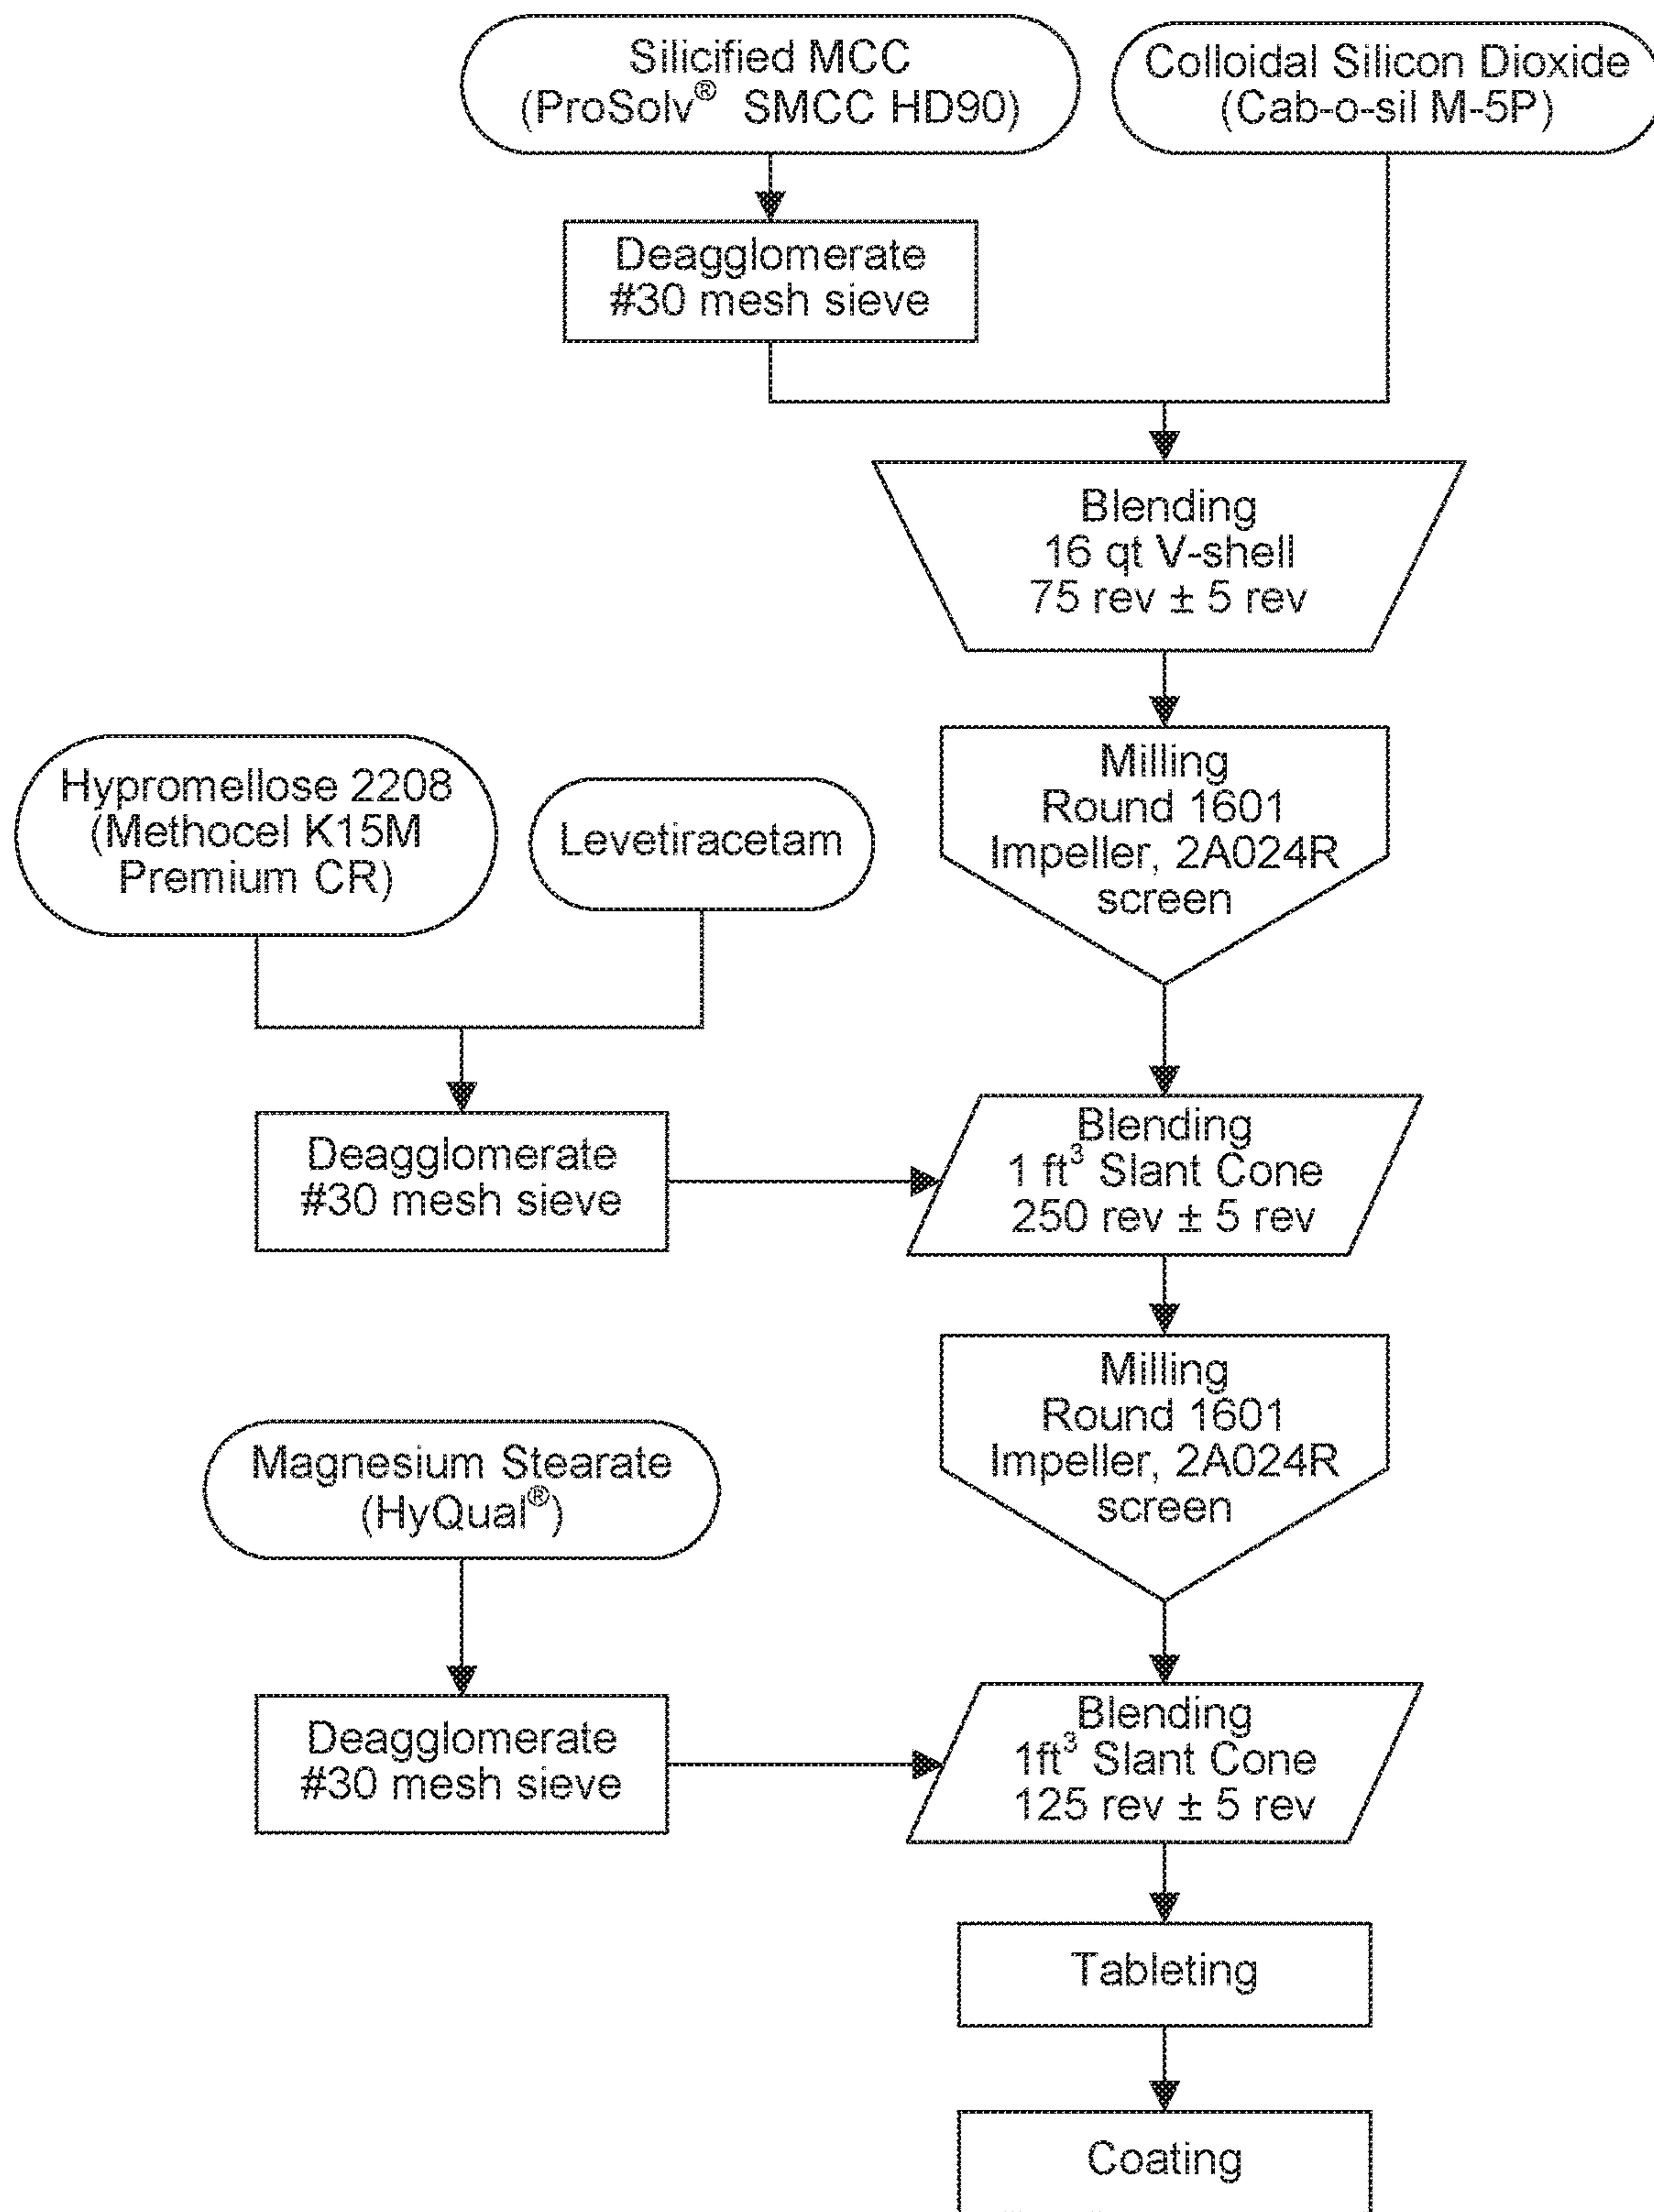 Silicified MCC
(ProSolv® SMCC HD90)
Colloidal Silicon Dioxide
(Cab-o-sil M-5P)
Deagglomerate
#30 mesh sieve
Blending
16 qt V-shell
75 rev ± 5 rev
Milling
Round 1601
Impeller, 2A024R
screen
Hypromellose 2208
(Methocel K15M
Premium CR)
Levetiracetam
Deagglomerate
#30 mesh sieve
Blending
1 ft³ Slant Cone
250 rev ± 5 rev
Milling
Round 1601
Impeller, 2A024R
screen
Magnesium Stearate
(HyQual®)
Deagglomerate
#30 mesh sieve
Blending
1ft³ Slant Cone
125 rev ± 5 rev
Tableting
Coating